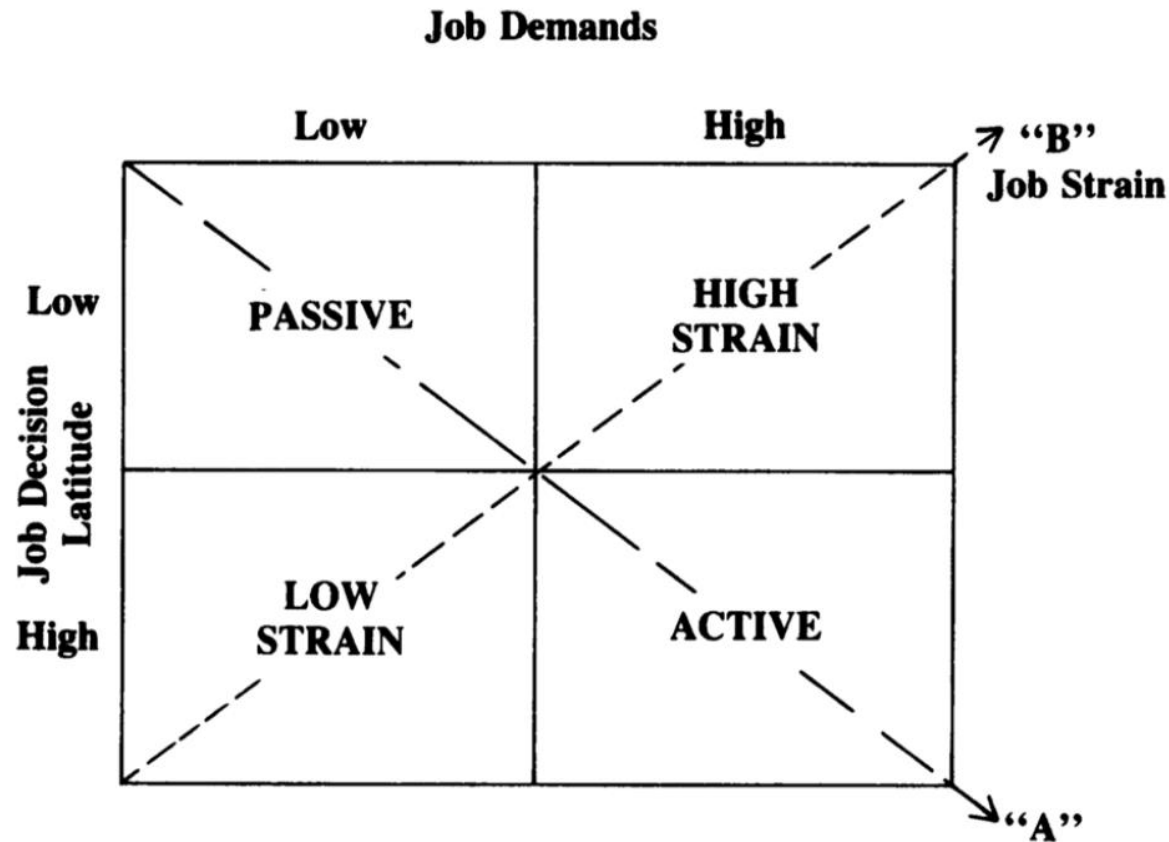 Job Demands
Low
High
“B”
Job Strain
Low
PASSIVE
HIGH
STRAIN
Job Decision
Latitude
High
LOW
STRAIN
ACTIVE
“A”